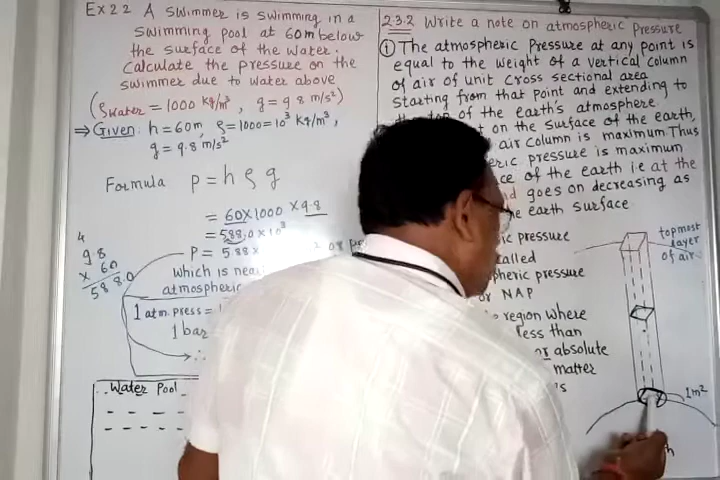 Ex 2 2 A swimmer is swimming in a
swimming pool at 60m below
the surface of the water.
Calculate the pressure on the
swimmer due to water above
(ρwater = 1000 kg/m³, g = 9 8 m/s²)
⇒ Given: h = 60m, ρ = 1000 = 10³ kg/m³,
g = 9.8 m/s²
Formula P = h ρ g
= 60 × 1000 × 9.8
= 588.0 × 10³
P = 5.88 ×
which is
atmospheric
1 atm. press =
1 bar
∴
4
98
× 60
588.0
Water Pool
2.3.2 Write a note on atmospheric Pressure
① The atmospheric Pressure at any point is
equal to the weight of a vertical column
of air of unit cross sectional area
starting from that point and extending to
of the earth's atmosphere.
on the surface of the earth,
air column is maximum. Thus
pressure is maximum
of the earth i.e at the
goes on decreasing as
earth surface
pressure
called
pressure
or NAP
region where
less than
or absolute
matter
topmost
layer
of air
1m²